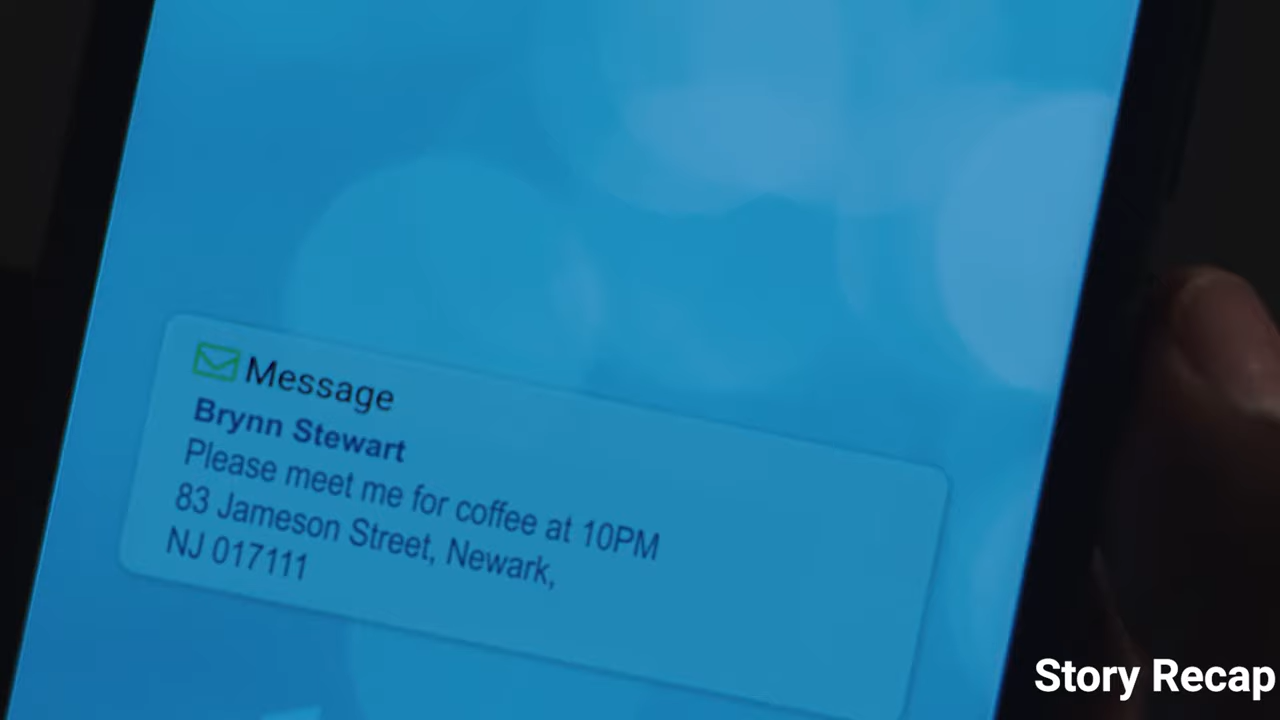 Message
Brynn Stewart
Please meet me for coffee at 10PM
83 Jameson Street, Newark,
NJ 017111
Story Recap